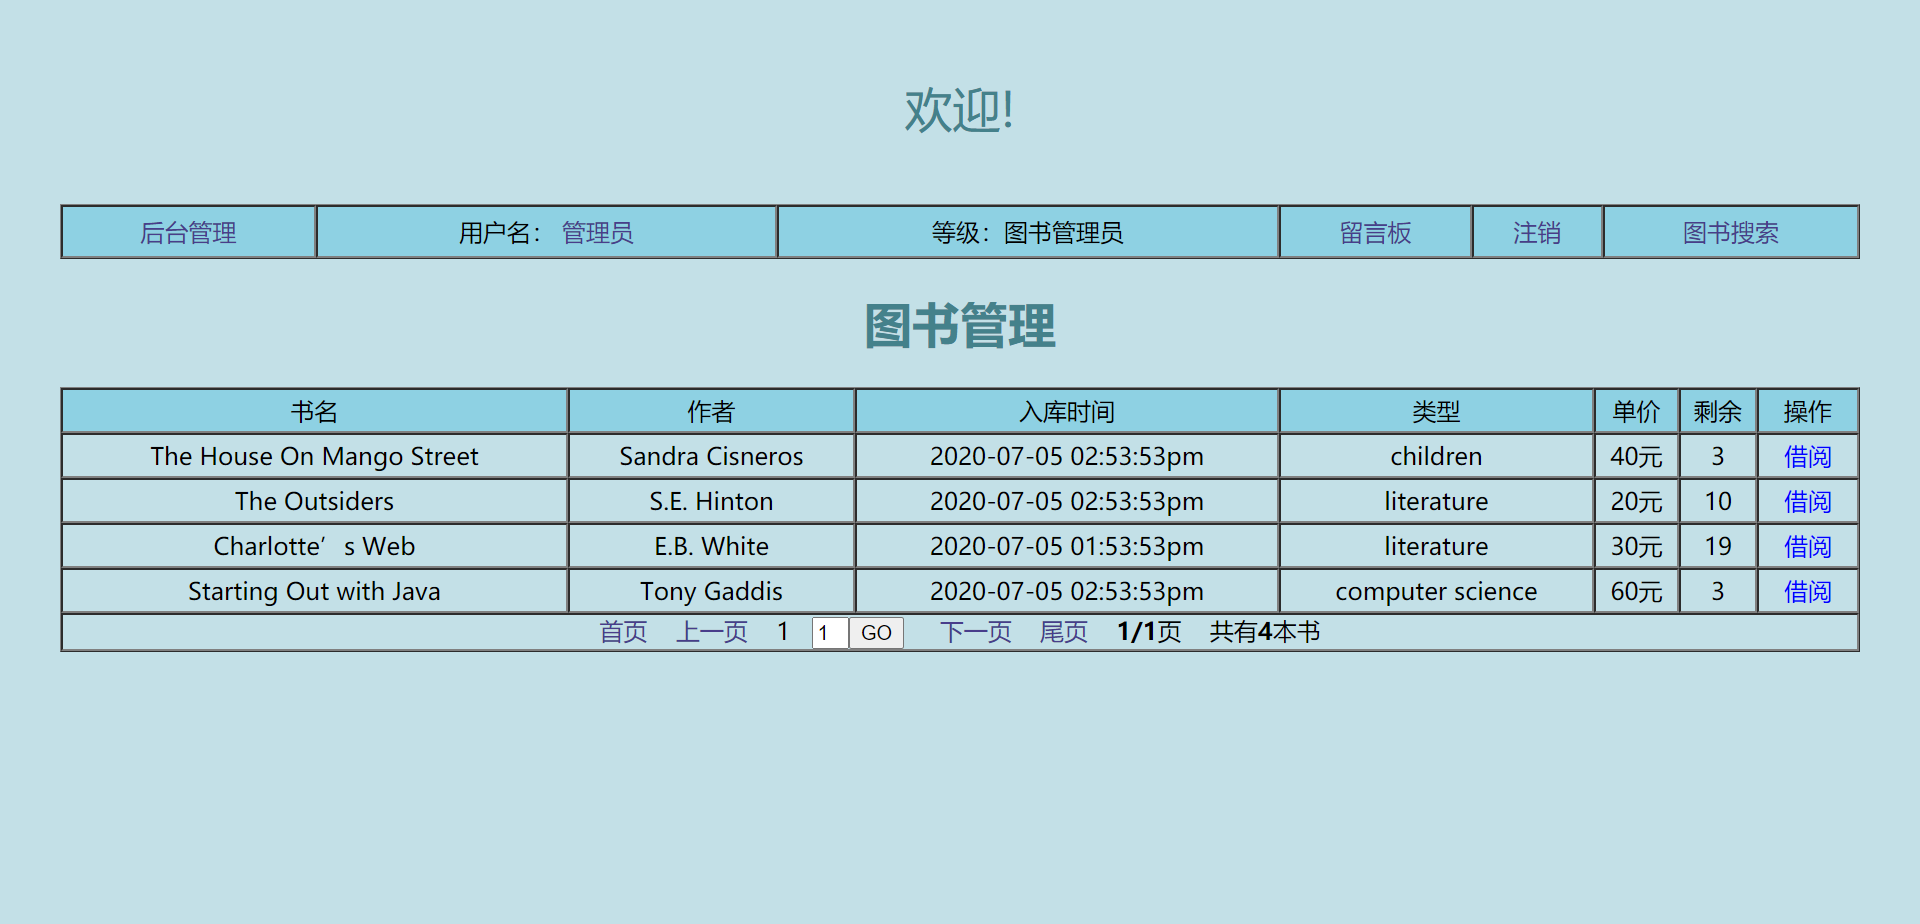 欢迎!
后台管理 用户名： 管理员 等级：图书管理员 留言板 注销 图书搜索
图书管理
书名 作者 入库时间 类型 单价 剩余 操作
The House On Mango Street Sandra Cisneros 2020-07-05 02:53:53pm children 40元 3 借阅
The Outsiders S.E. Hinton 2020-07-05 02:53:53pm literature 20元 10 借阅
Charlotte’s Web E.B. White 2020-07-05 01:53:53pm literature 30元 19 借阅
Starting Out with Java Tony Gaddis 2020-07-05 02:53:53pm computer science 60元 3 借阅
首页 上一页 1 1 GO 下一页 尾页 1/1页 共有4本书